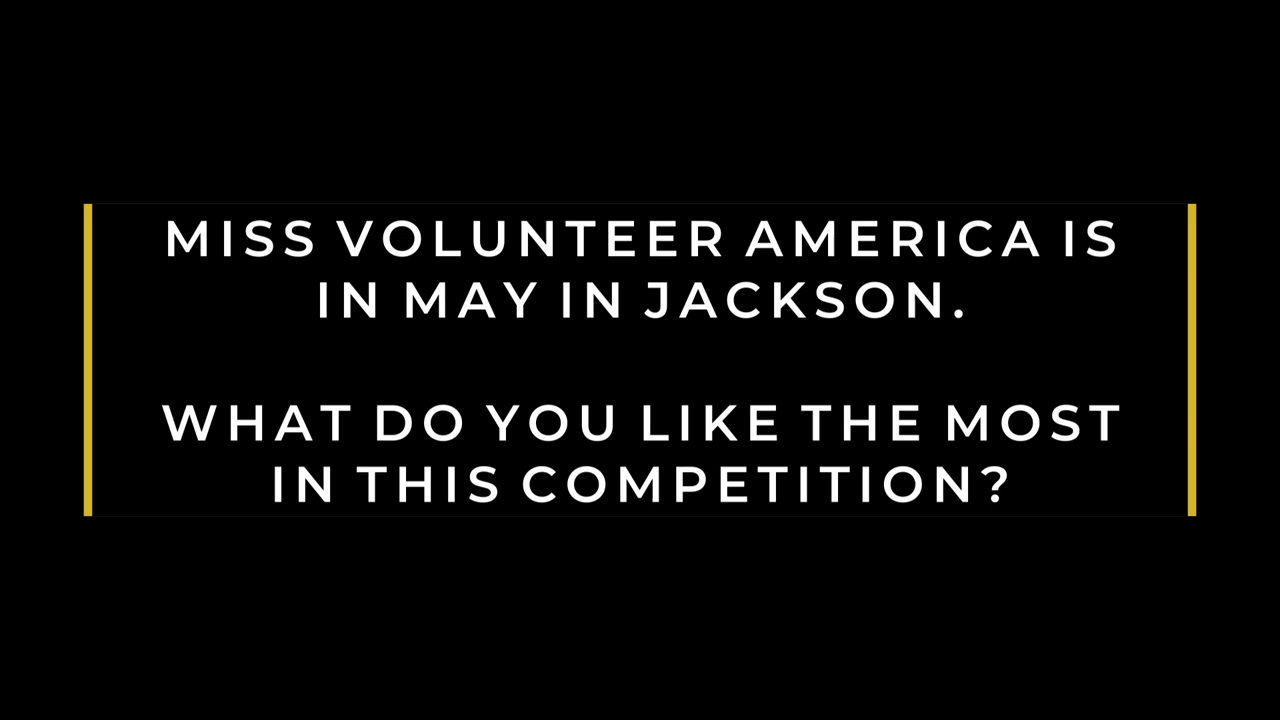 MISS VOLUNTEER AMERICA IS
IN MAY IN JACKSON.
WHAT DO YOU LIKE THE MOST
IN THIS COMPETITION?